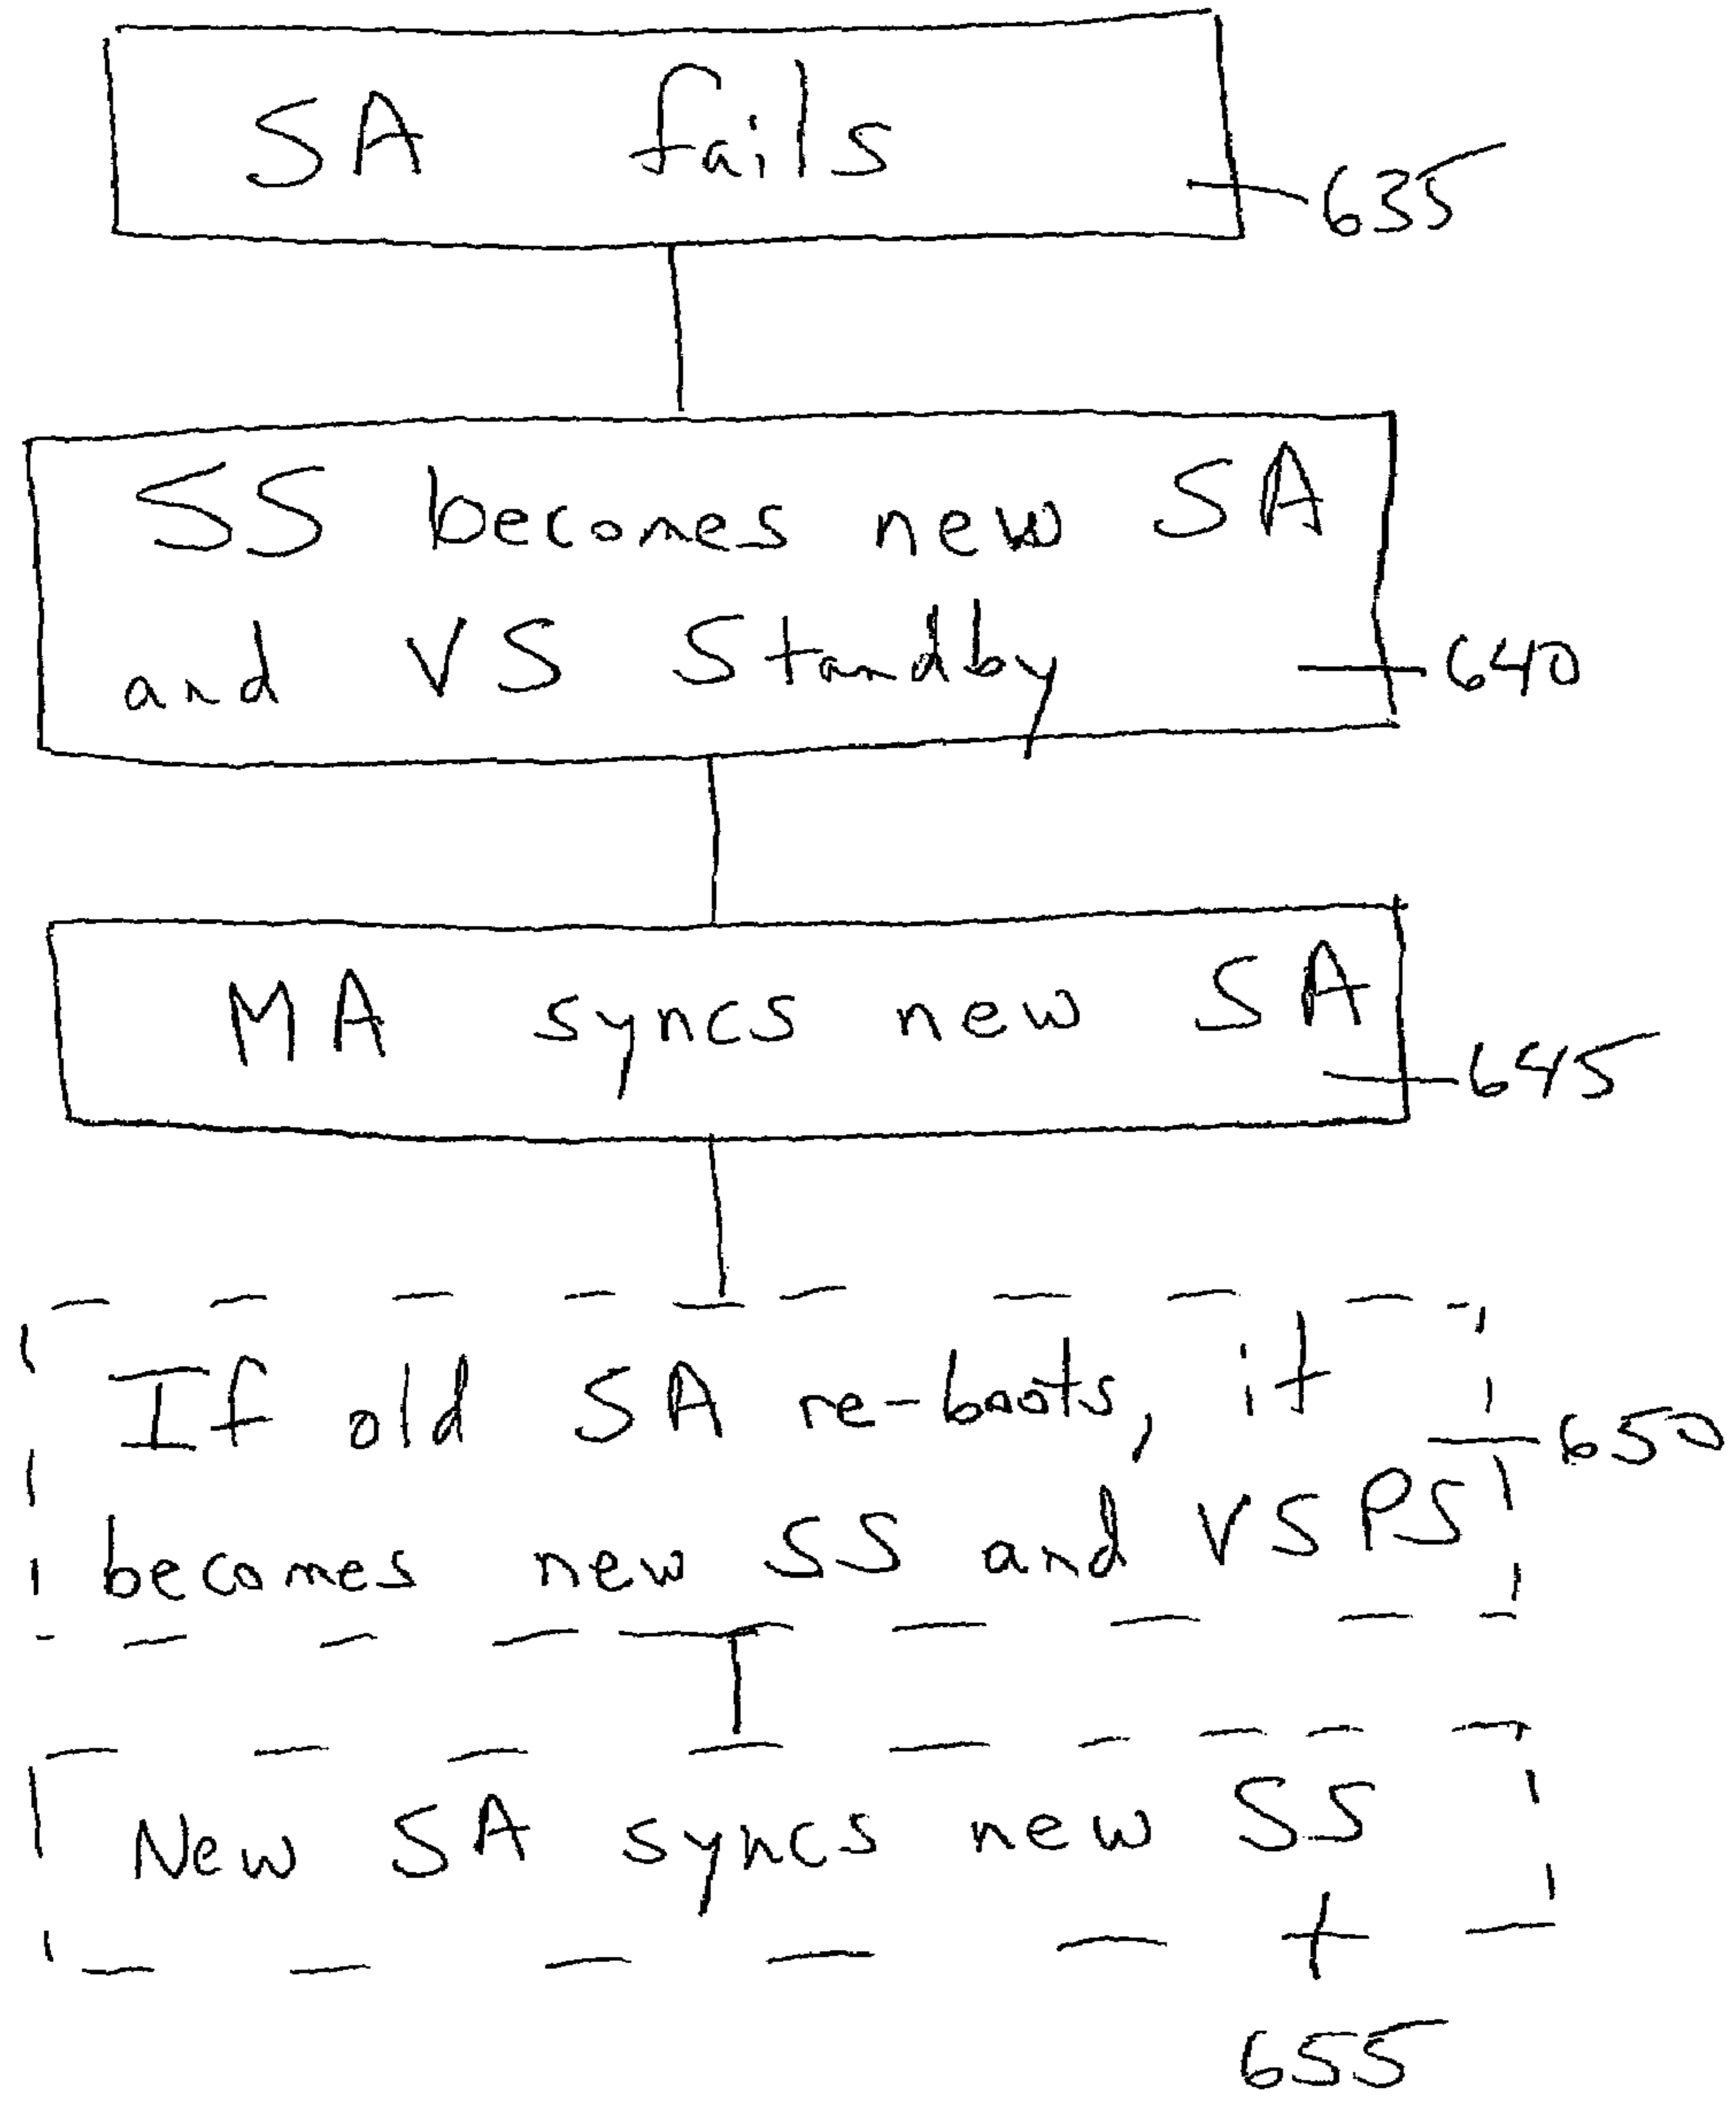 SA fails
635
SS becomes new SA
and VS Standby
640
MA syncs new SA
645
If old SA re-boots, it
650
becomes new SS and VSPS
New SA syncs new SS
655